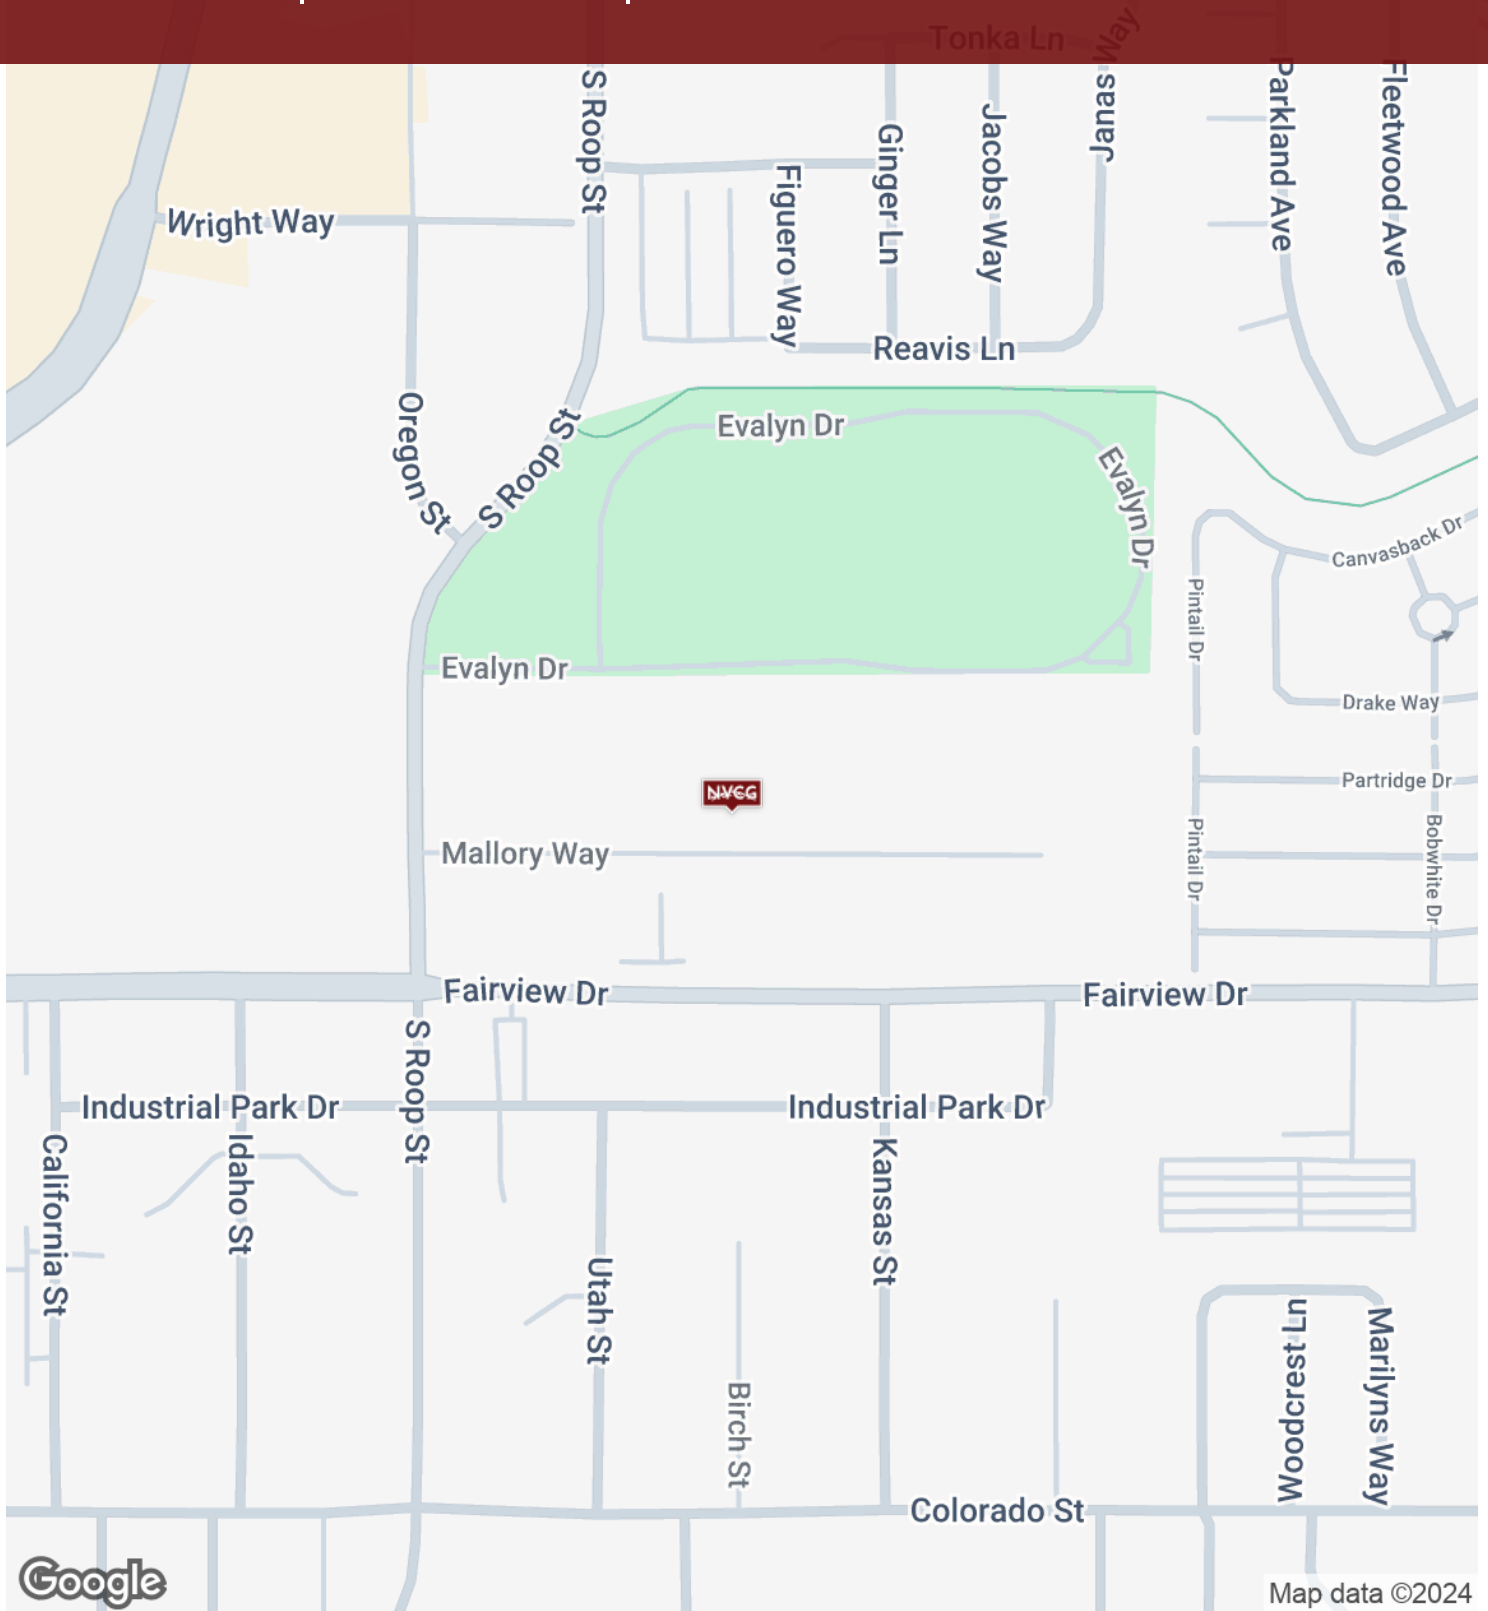 Tonka Ln
S Roop St
Ginger Ln
Jacobs Way
Janas Way
Parkland Ave
Fleetwood Ave
Figuero Way
Wright Way
Reavis Ln
Oregon St
S Roop St
Evalyn Dr
Evalyn Dr
Canvasback Dr
Pintail Dr
Evalyn Dr
Drake Way
Partridge Dr
NVCG
Mallory Way
Pintail Dr
Bobwhite Dr
Fairview Dr
Fairview Dr
S Roop St
Industrial Park Dr
Industrial Park Dr
California St
Idaho St
Kansas St
Utah St
Birch St
Woodcrest Ln
Marilyns Way
Colorado St
Google
Map data ©2024